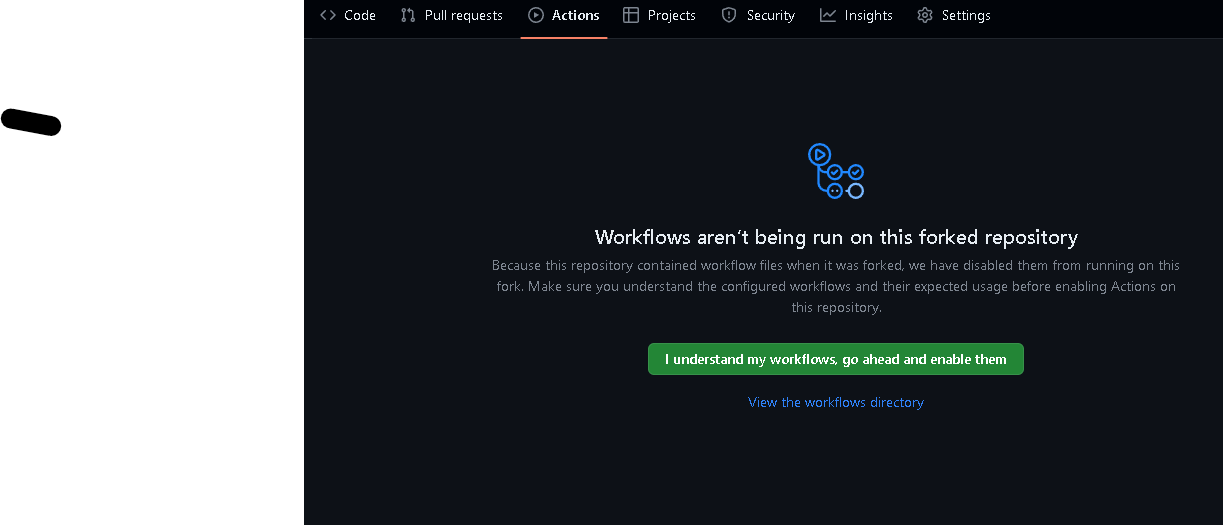 Code Pull requests Actions Projects Security Insights Settings
Workflows aren't being run on this forked repository
Because this repository contained workflow files when it was forked, we have disabled them from running on this
fork. Make sure you understand the configured workflows and their expected usage before enabling Actions on
this repository.
I understand my workflows, go ahead and enable them
View the workflows directory